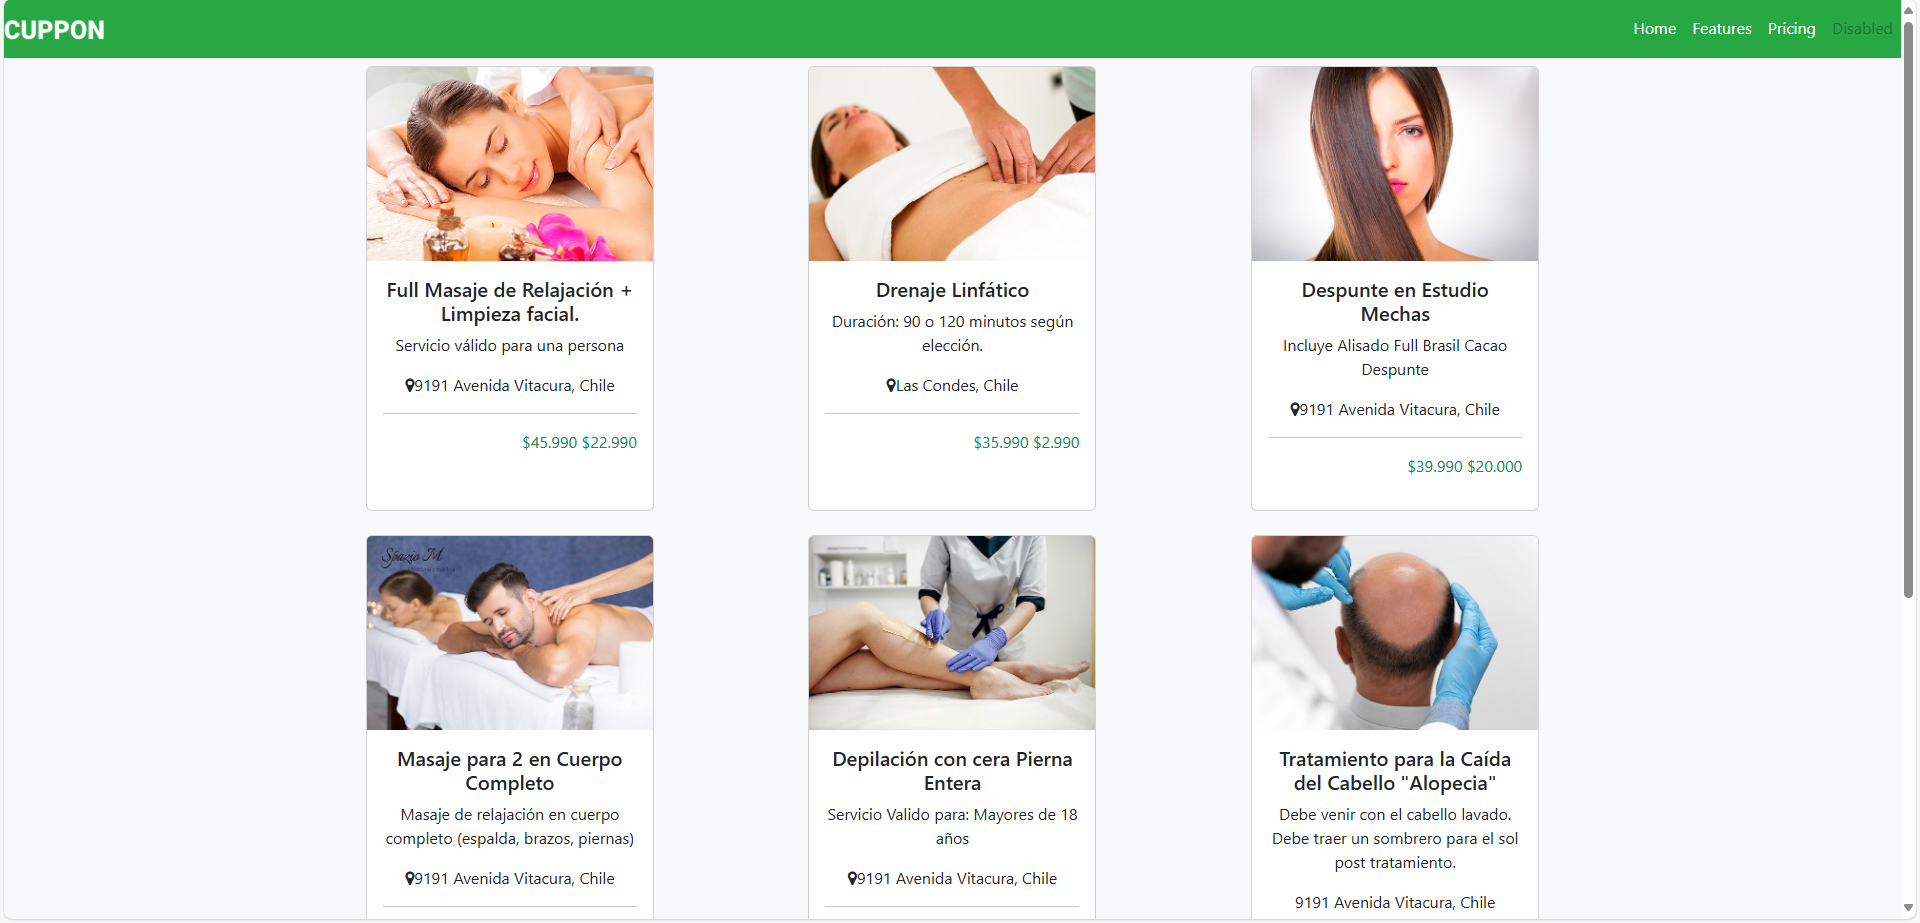 CUPPON
Home Features Pricing Disabled
Full Masaje de Relajación +
Limpieza facial.
Servicio válido para una persona
9191 Avenida Vitacura, Chile
$45.990 $22.990
Drenaje Linfático
Duración: 90 o 120 minutos según
elección.
Las Condes, Chile
$35.990 $2.990
Despunte en Estudio
Mechas
Incluye Alisado Full Brasil Cacao
Despunte
9191 Avenida Vitacura, Chile
$39.990 $20.000
Spazio M
Masaje para 2 en Cuerpo
Completo
Masaje de relajación en cuerpo
completo (espalda, brazos, piernas)
9191 Avenida Vitacura, Chile
Depilación con cera Pierna
Entera
Servicio Valido para: Mayores de 18
años
9191 Avenida Vitacura, Chile
Tratamiento para la Caída
del Cabello "Alopecia"
Debe venir con el cabello lavado.
Debe traer un sombrero para el sol
post tratamiento.
9191 Avenida Vitacura, Chile